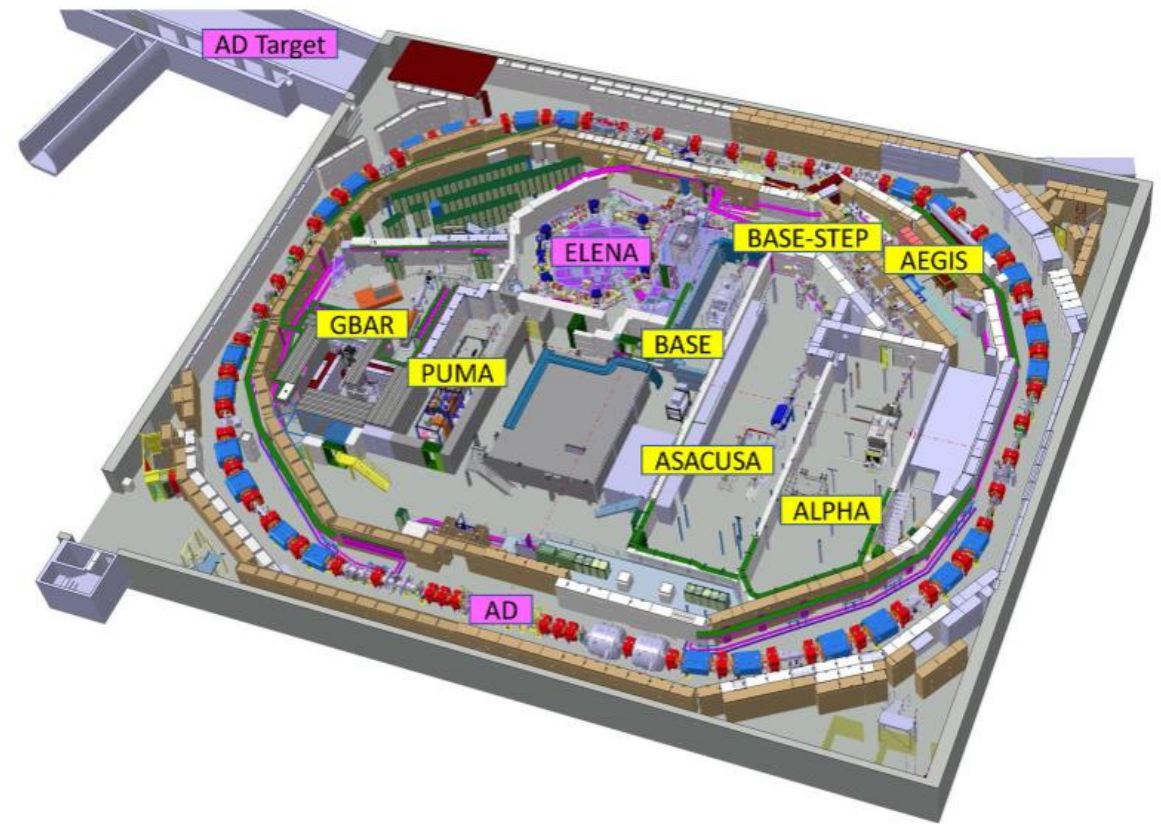 AD Target
ELENA
BASE-STEP
AEGIS
GBAR
BASE
PUMA
ASACUSA
ALPHA
AD